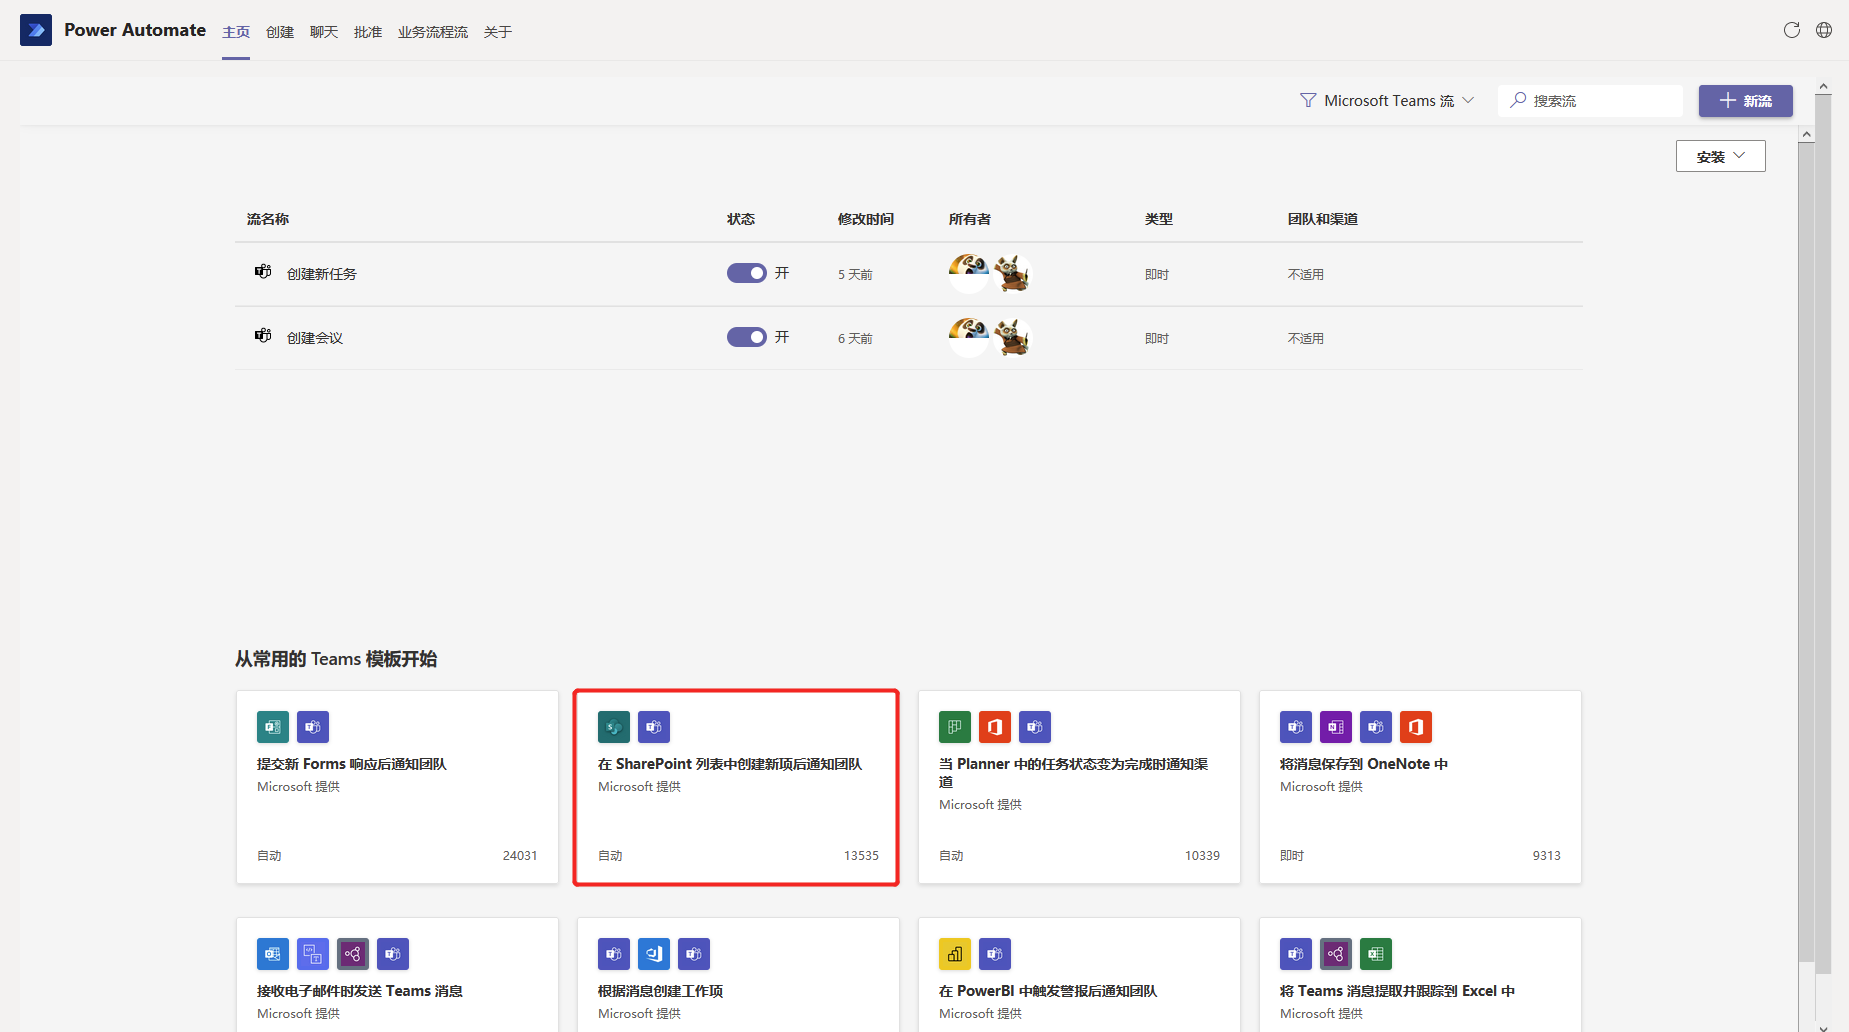 Power Automate 主页 创建 聊天 批准 业务流程流 关于
Microsoft Teams 流 搜索流 新流
安装
流名称 状态 修改时间 所有者 类型 团队和渠道
创建新任务 开 5 天前 即时 不适用
创建会议 开 6 天前 即时 不适用
从常用的 Teams 模板开始
提交新 Forms 响应后通知团队
Microsoft 提供
自动 24031
在 SharePoint 列表中创建新项后通知团队
Microsoft 提供
自动 13535
当 Planner 中的任务状态变为完成时通知渠
道
Microsoft 提供
自动 10339
将消息保存到 OneNote 中
Microsoft 提供
即时 9313
接收电子邮件时发送 Teams 消息
Microsoft 提供
根据消息创建工作项
Microsoft 提供
在 PowerBI 中触发警报后通知团队
Microsoft 提供
将 Teams 消息提取并跟踪到 Excel 中
Microsoft 提供